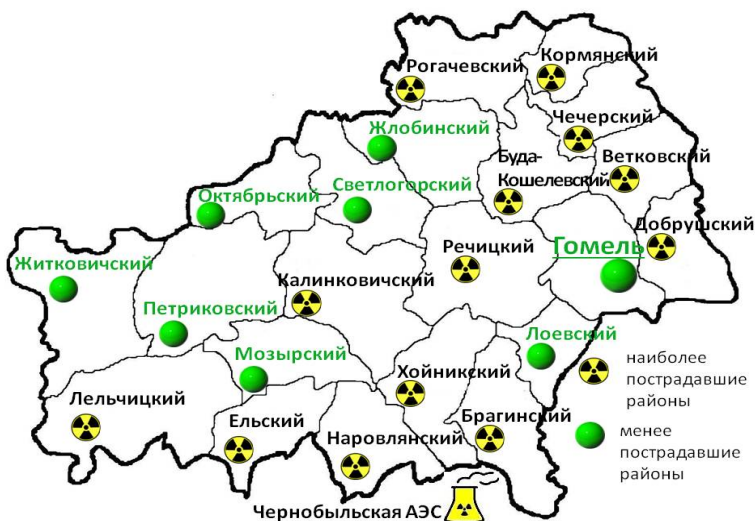 Кормянский
Рогачевский
Чечерский
Жлобинский
Буда-
Кошелевский
Ветковский
Светлогорский
Октябрьский
Добрушский
Гомель
Речицкий
Житковичский
Калинковичский
Петриковский
Лоевский
Мозырский
Хойникский
Лельчицкий
Брагинский
Ельский
Наровлянский
Чернобыльская АЭС
наиболее
пострадавшие
районы
менее
пострадавшие
районы